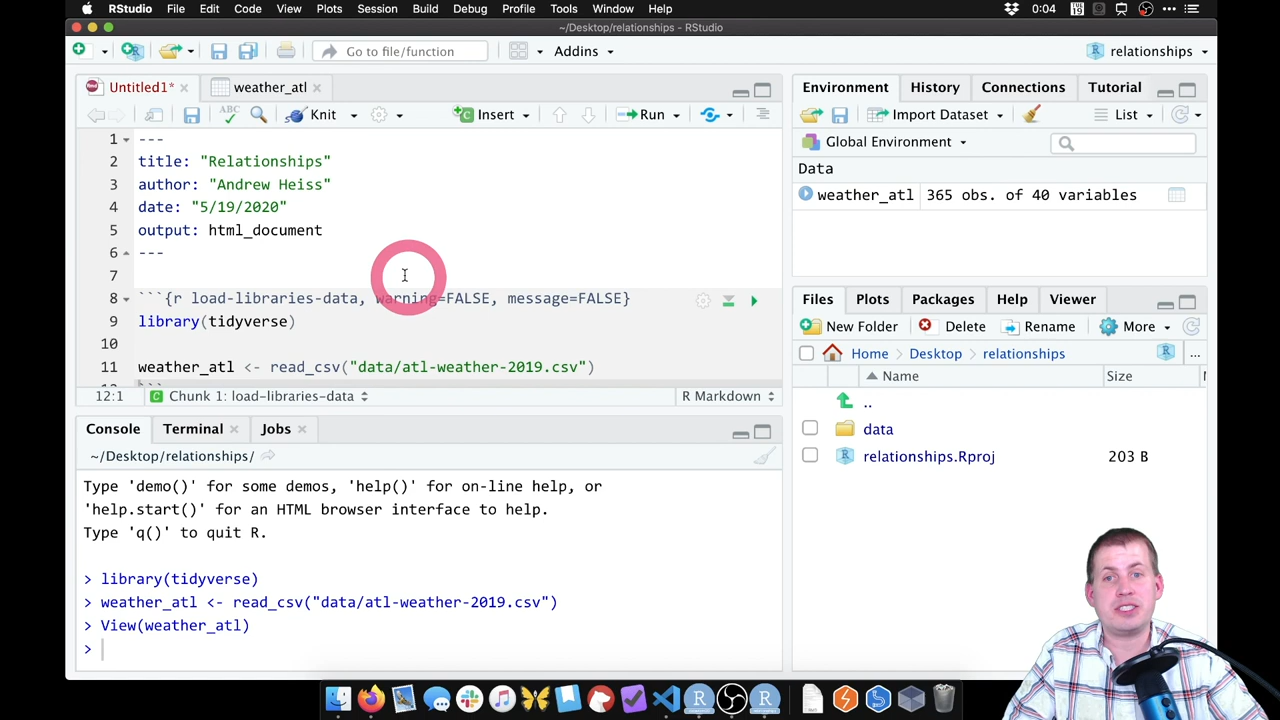 RStudio File Edit Code View Plots Session Build Debug Profile Tools Window Help 0:04 TUE 19
~/Desktop/relationships - RStudio
Go to file/function Addins relationships
Untitled1* weather_atl
ABC Knit Insert Run
1 ---
2 title: "Relationships"
3 author: "Andrew Heiss"
4 date: "5/19/2020"
5 output: html_document
6 ---
7
8 ```{r load-libraries-data, warning=FALSE, message=FALSE}
9 library(tidyverse)
10
11 weather_atl <- read_csv("data/atl-weather-2019.csv")
12 ```
12:1 Chunk 1: load-libraries-data R Markdown
Console Terminal Jobs
~/Desktop/relationships/
Type 'demo()' for some demos, 'help()' for on-line help, or
'help.start()' for an HTML browser interface to help.
Type 'q()' to quit R.
> library(tidyverse)
> weather_atl <- read_csv("data/atl-weather-2019.csv")
> View(weather_atl)
>
Environment History Connections Tutorial
Import Dataset List
Global Environment
Data
weather_atl 365 obs. of 40 variables
Files Plots Packages Help Viewer
New Folder Delete Rename More
Home Desktop relationships ...
Name Size
..
data
relationships.Rproj 203 B